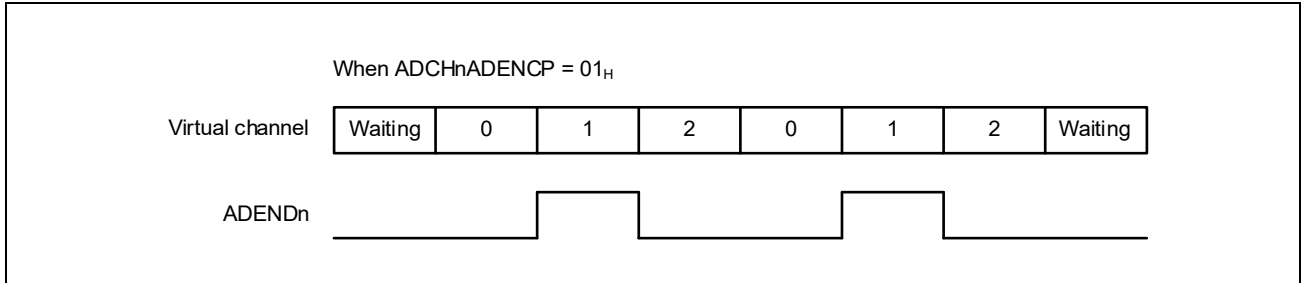 When ADCHnADENCP = 01H
Virtual channel Waiting 0 1 2 0 1 2 Waiting
ADENDn